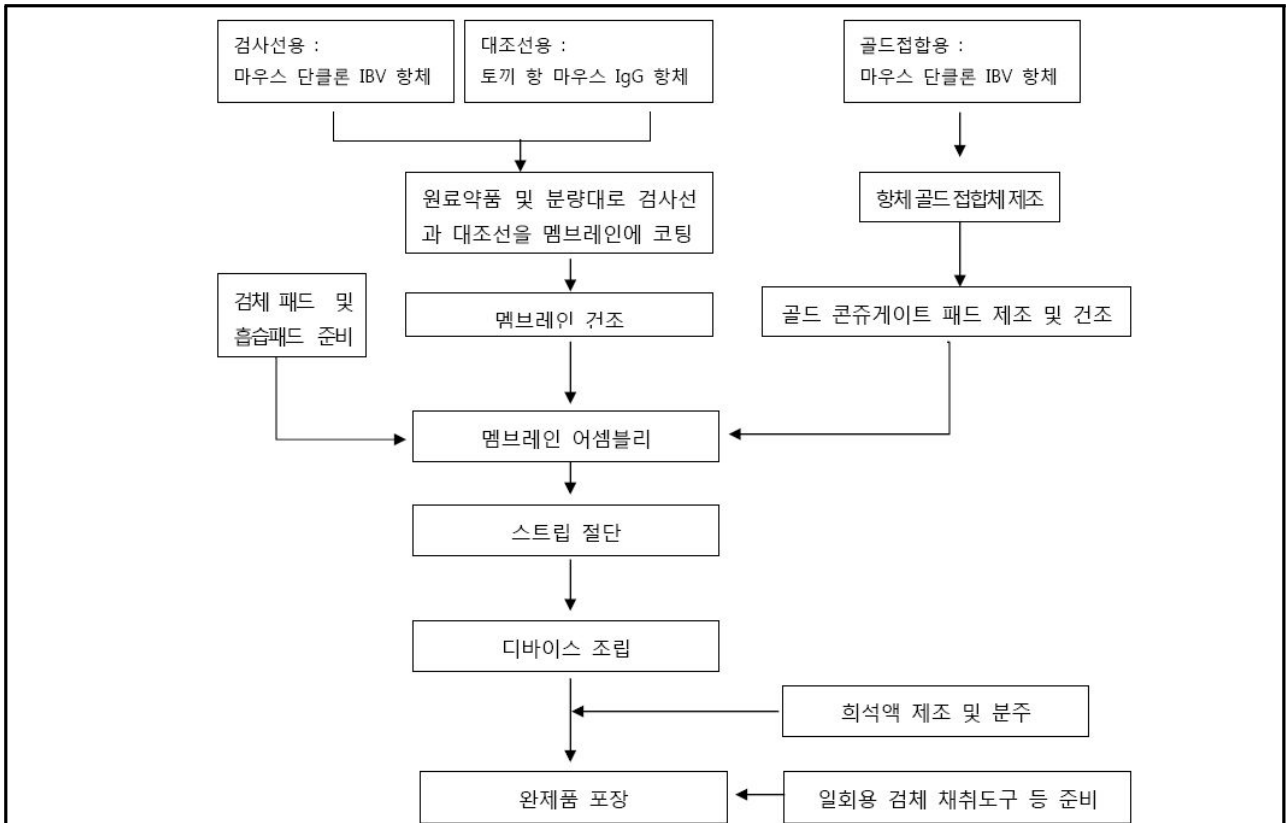 검사선용 :
마우스 단클론 IBV 항체
대조선용 :
토끼 항 마우스 IgG 항체
골드접합용 :
마우스 단클론 IBV 항체
원료약품 및 분량대로 검사선
과 대조선을 멤브레인에 코팅
항체 골드 접합체 제조
검체 패드 및
흡습패드 준비
멤브레인 건조
골드 콘쥬게이트 패드 제조 및 건조
멤브레인 어셈블리
스트립 절단
디바이스 조립
희석액 제조 및 분주
완제품 포장
일회용 검체 채취도구 등 준비